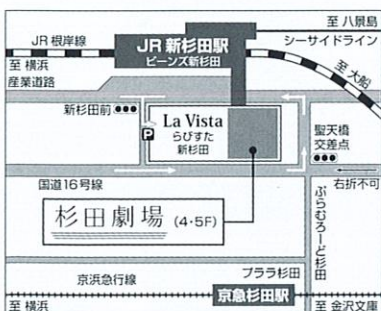 至 八景島
JR 根岸線
JR 新杉田駅
ビーンズ新杉田
シーサイドライン
至 横浜
至 大船
産業道路
新杉田前
La Vista
らびすた
新杉田
P
聖天橋
交差点
国道16号線
右折不可
杉田劇場 (4・5F)
ぷらむろーど杉田
京浜急行線
プララ杉田
京急杉田駅
至 横浜
至 金沢文庫